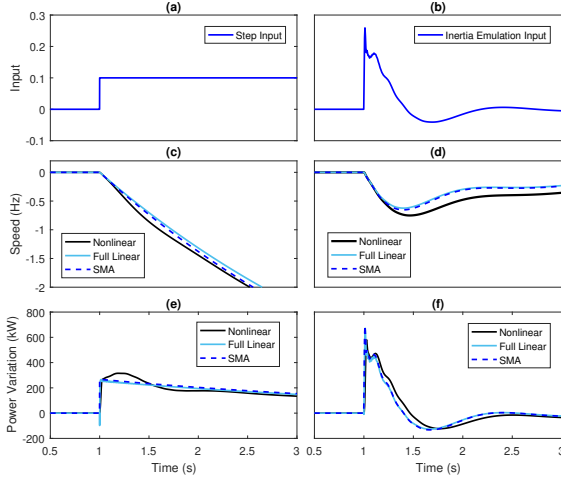 (a)
(b)
0.3
0.2
0.1
0
-0.1
Input
Step Input
Inertia Emulation Input
(c)
(d)
0
-0.5
-1
-1.5
-2
Speed (Hz)
Nonlinear
Full Linear
SMA
Nonlinear
Full Linear
SMA
(e)
(f)
800
600
400
200
0
-200
Power Variation (kW)
Nonlinear
Full Linear
SMA
Nonlinear
Full Linear
SMA
0.5 1 1.5 2 2.5 3
0.5 1 1.5 2 2.5 3
Time (s)
Time (s)